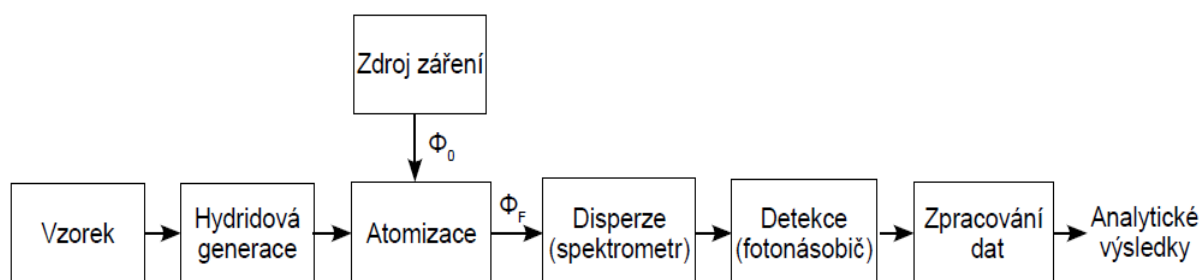 Zdroj záření
Φ0
Vzorek
Hydridová
generace
Atomizace
ΦF
Disperze
(spektrometr)
Detekce
(fotonásobič)
Zpracování
dat
Analytické
výsledky